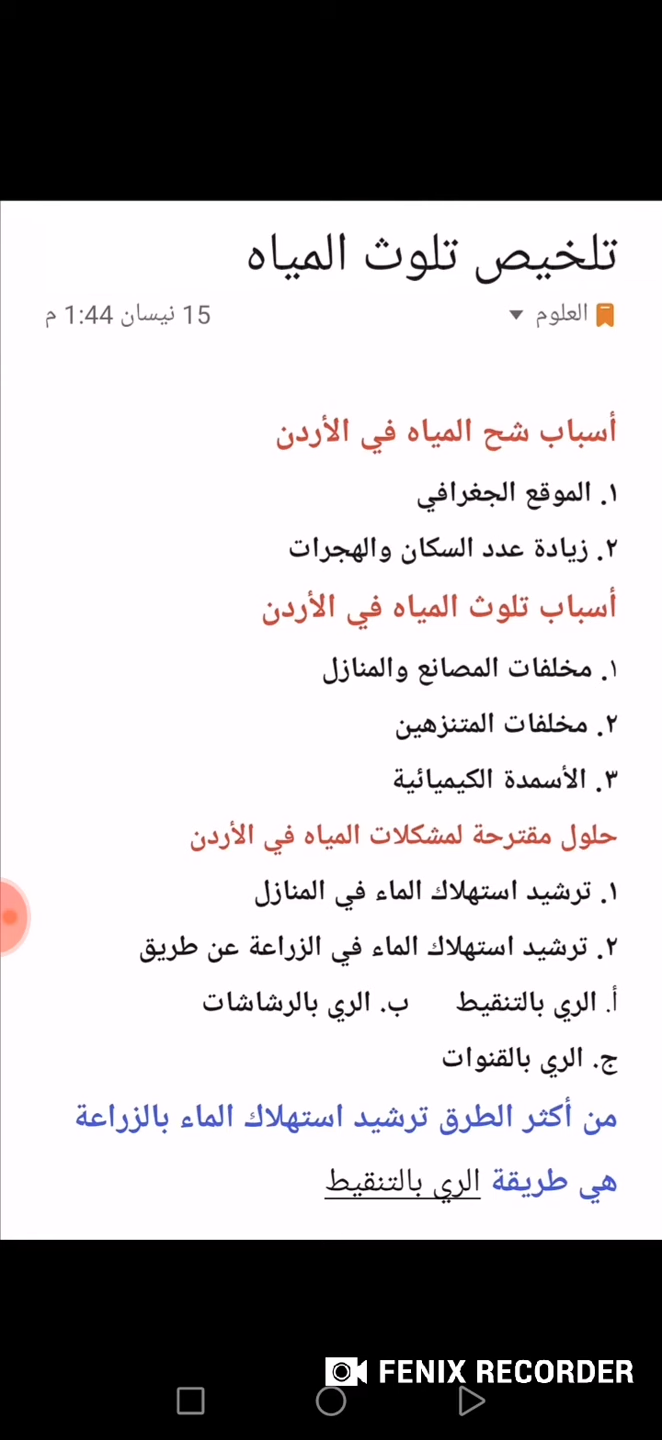 تلخيص تلوث المياه
العلوم 15 نيسان 1:44 م
أسباب شح المياه في الأردن
١. الموقع الجغرافي
٢. زيادة عدد السكان والهجرات
أسباب تلوث المياه في الأردن
١. مخلفات المصانع والمنازل
٢. مخلفات المتنزهين
٣. الأسمدة الكيميائية
حلول مقترحة لمشكلات المياه في الأردن
١. ترشيد استهلاك الماء في المنازل
٢. ترشيد استهلاك الماء في الزراعة عن طريق
أ. الري بالتنقيط ب. الري بالرشاشات
ج. الري بالقنوات
من أكثر الطرق ترشيد استهلاك الماء بالزراعة
هي طريقة الري بالتنقيط
FENIX RECORDER